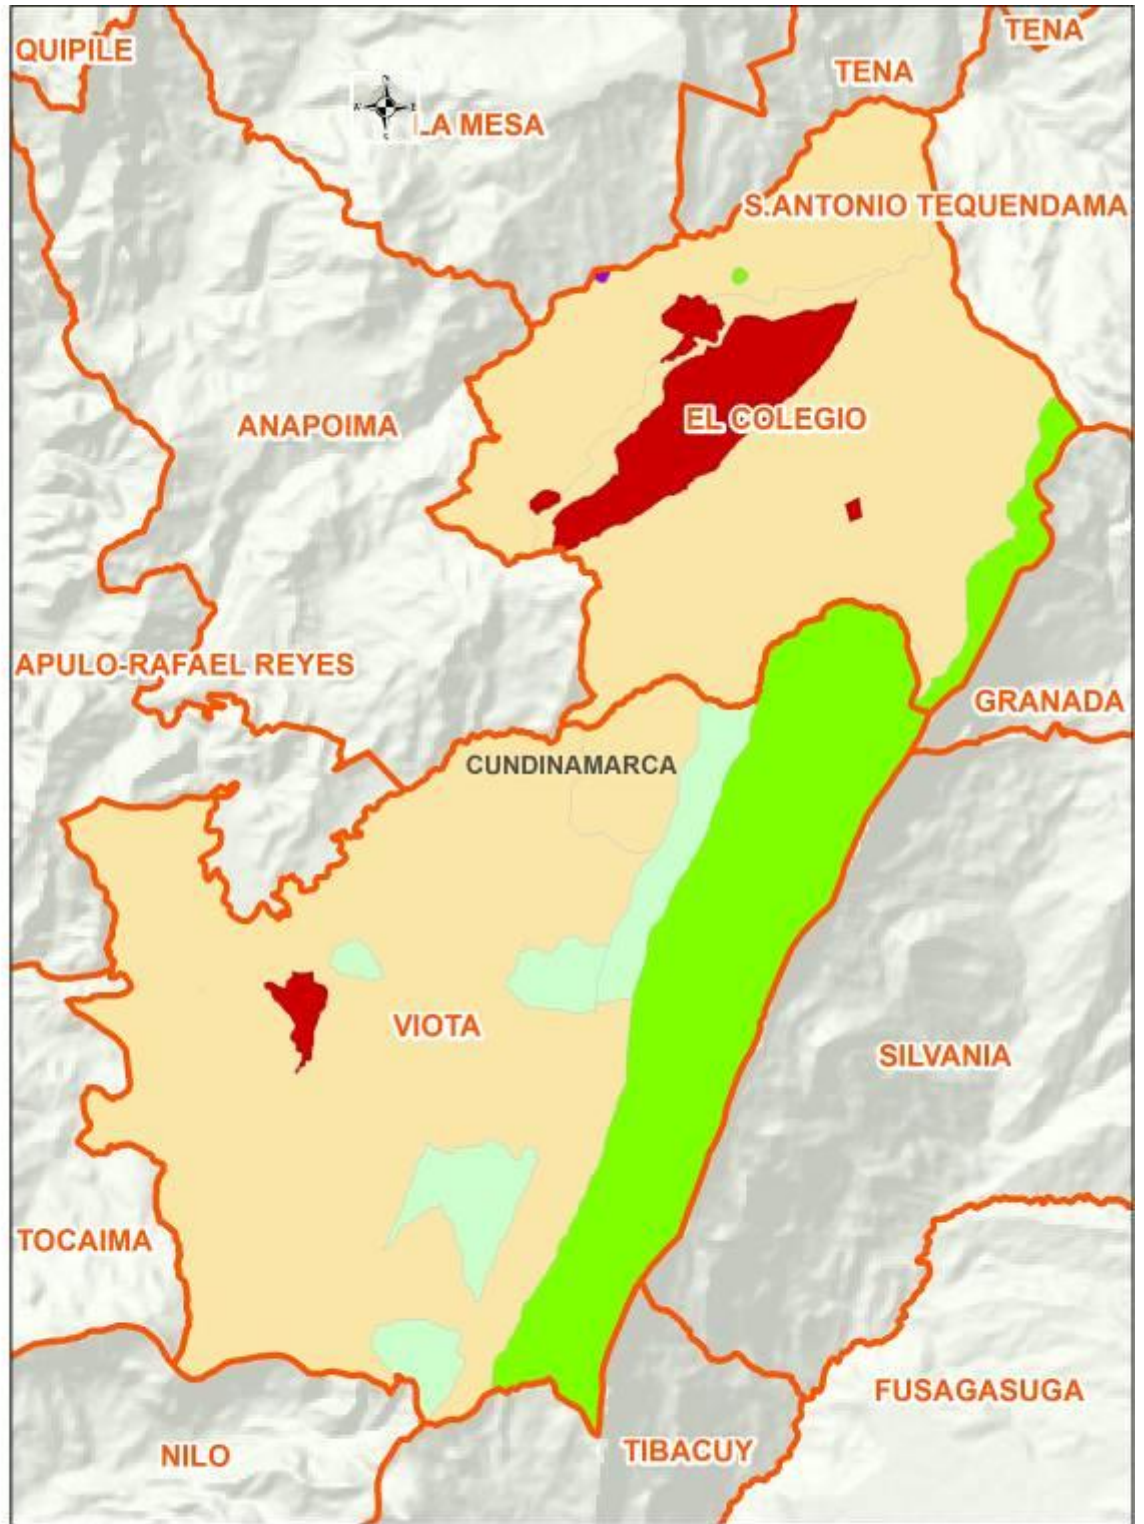 TENA
QUIPILE
TENA
LA MESA
S.ANTONIO TEQUENDAMA
EL COLEGIO
ANAPOIMA
APULO-RAFAEL REYES
GRANADA
CUNDINAMARCA
VIOTA
SILVANIA
TOCAIMA
FUSAGASUGA
TIBACUY
NILO